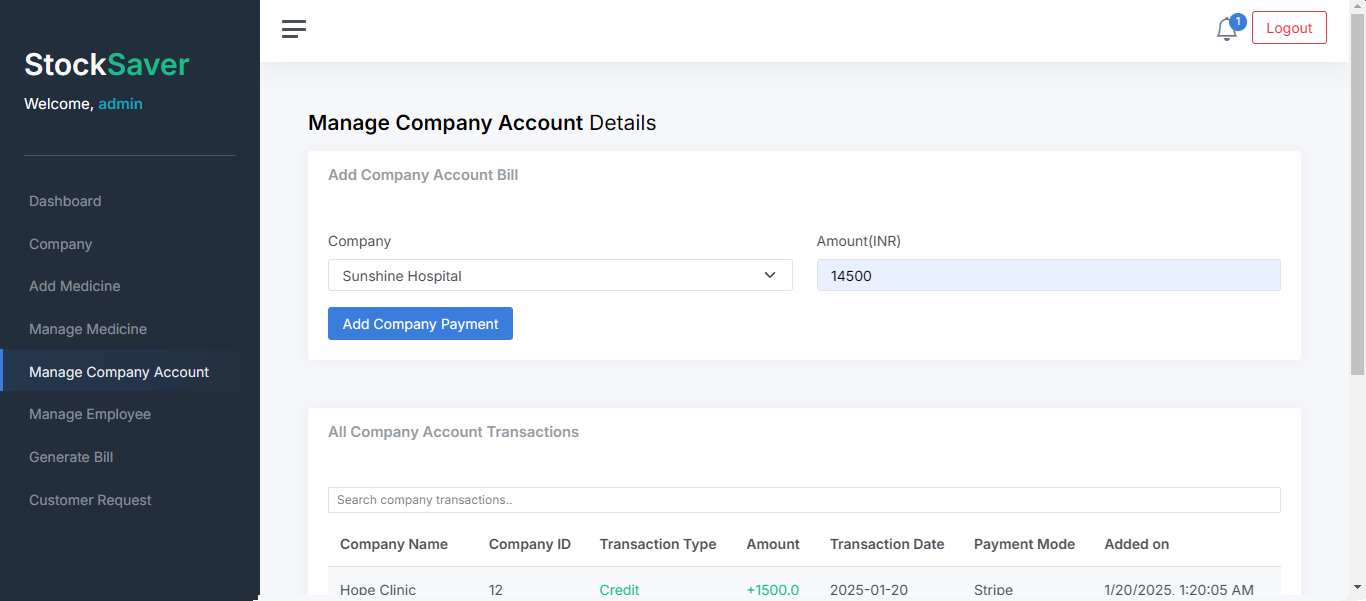 StockSaver
Welcome, admin
Dashboard
Company
Add Medicine
Manage Medicine
Manage Company Account
Manage Employee
Generate Bill
Customer Request
1
Logout
Manage Company Account Details
Add Company Account Bill
Company Amount(INR)
Sunshine Hospital 14500
Add Company Payment
All Company Account Transactions
Search company transactions..
Company Name Company ID Transaction Type Amount Transaction Date Payment Mode Added on
Hope Clinic 12 Credit +1500.0 2025-01-20 Stripe 1/20/2025, 1:20:05 AM